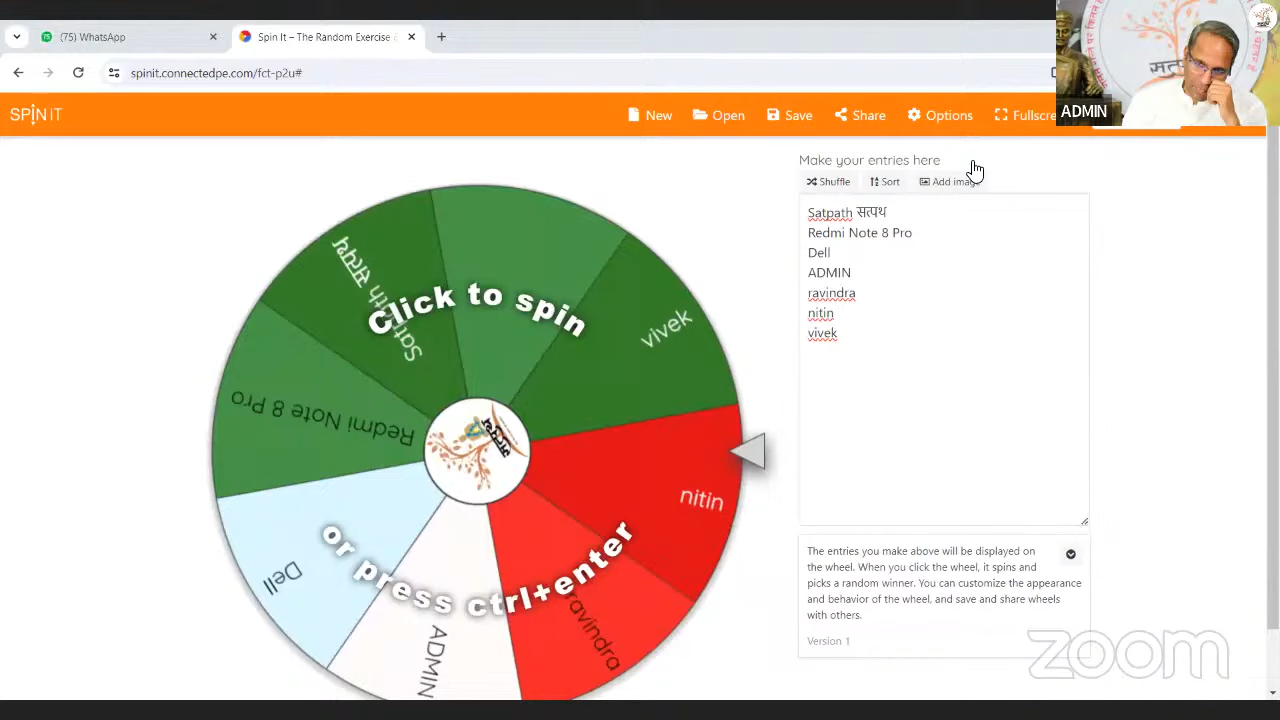 (75) WhatsApp
Spin It – The Random Exercise
spinit.connectedpe.com/fct-p2u#
ADMIN
SPIN IT
New
Open
Save
Share
Options
Fullscre
Make your entries here
Shuffle
Sort
Add image
Satpath सत्पथ
Redmi Note 8 Pro
Dell
ADMIN
ravindra
nitin
vivek
Click to spin
or press ctrl+enter
Satpath सत्पथ
vivek
Redmi Note 8 Pro
nitin
Dell
ravindra
ADMIN
The entries you make above will be displayed on
the wheel. When you click the wheel, it spins and
picks a random winner. You can customize the appearance
and behavior of the wheel, and save and share wheels
with others.
Version 1
zoom